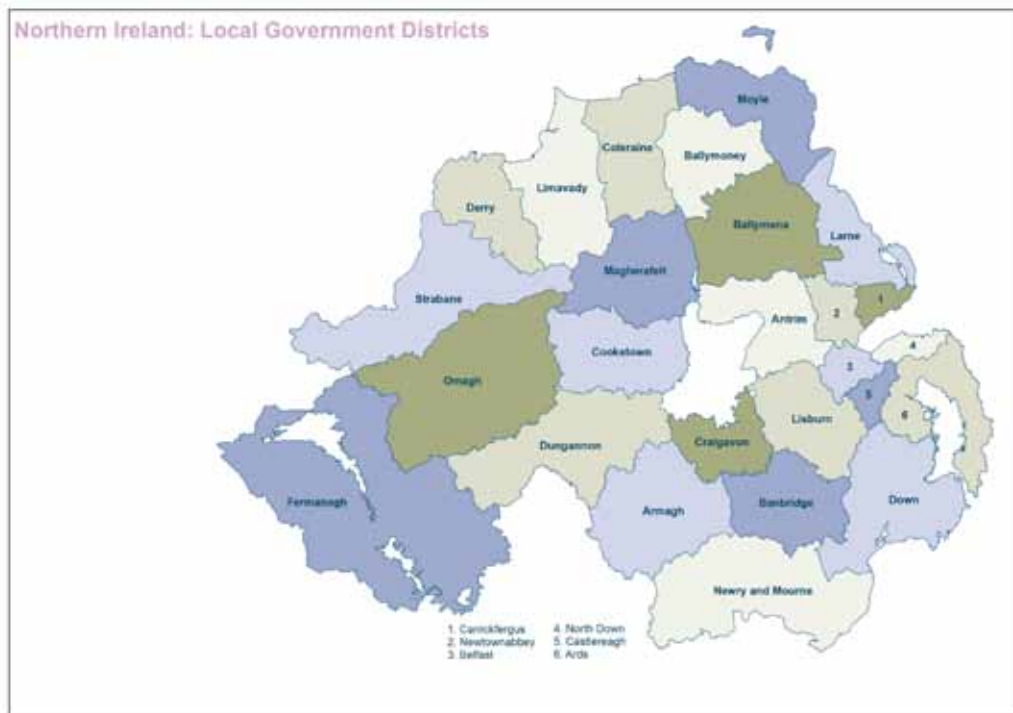 Northern Ireland: Local Government Districts
Moyle
Coleraine
Ballymoney
Limavady
Derry
Ballymena
Larne
Magherafelt
Strabane
1
2
Antrim
4
Cookstown
3
Omagh
5
6
Lisburn
Dungannon
Craigavon
Fermanagh
Armagh
Banbridge
Down
Newry and Mourne
1. Carrickfergus
2. Newtownabbey
3. Belfast
4. North Down
5. Castlereagh
6. Ards